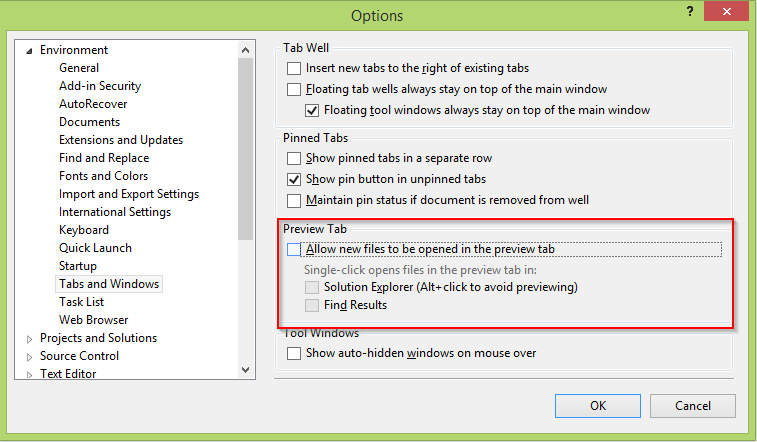 Options
?
Environment
General
Add-in Security
AutoRecover
Documents
Extensions and Updates
Find and Replace
Fonts and Colors
Import and Export Settings
International Settings
Keyboard
Quick Launch
Startup
Tabs and Windows
Task List
Web Browser
Projects and Solutions
Source Control
Text Editor
Tab Well
Insert new tabs to the right of existing tabs
Floating tab wells always stay on top of the main window
Floating tool windows always stay on top of the main window
Pinned Tabs
Show pinned tabs in a separate row
Show pin button in unpinned tabs
Maintain pin status if document is removed from well
Preview Tab
Allow new files to be opened in the preview tab
Single-click opens files in the preview tab in:
Solution Explorer (Alt+click to avoid previewing)
Find Results
Tool Windows
Show auto-hidden windows on mouse over
OK
Cancel